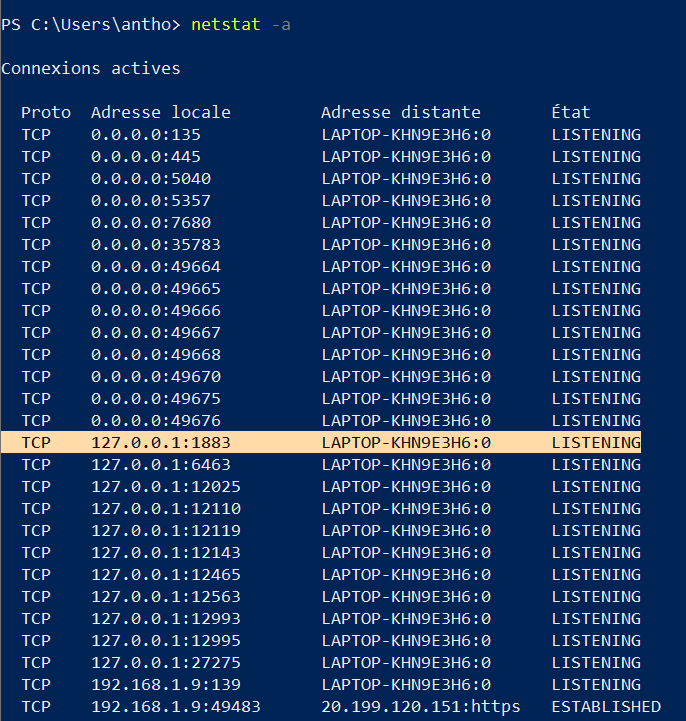 PS C:\Users\antho> netstat -a
Connexions actives
Proto  Adresse locale         Adresse distante       État
TCP    0.0.0.0:135            LAPTOP-KHN9E3H6:0      LISTENING
TCP    0.0.0.0:445            LAPTOP-KHN9E3H6:0      LISTENING
TCP    0.0.0.0:5040           LAPTOP-KHN9E3H6:0      LISTENING
TCP    0.0.0.0:5357           LAPTOP-KHN9E3H6:0      LISTENING
TCP    0.0.0.0:7680           LAPTOP-KHN9E3H6:0      LISTENING
TCP    0.0.0.0:35783          LAPTOP-KHN9E3H6:0      LISTENING
TCP    0.0.0.0:49664          LAPTOP-KHN9E3H6:0      LISTENING
TCP    0.0.0.0:49665          LAPTOP-KHN9E3H6:0      LISTENING
TCP    0.0.0.0:49666          LAPTOP-KHN9E3H6:0      LISTENING
TCP    0.0.0.0:49667          LAPTOP-KHN9E3H6:0      LISTENING
TCP    0.0.0.0:49668          LAPTOP-KHN9E3H6:0      LISTENING
TCP    0.0.0.0:49670          LAPTOP-KHN9E3H6:0      LISTENING
TCP    0.0.0.0:49675          LAPTOP-KHN9E3H6:0      LISTENING
TCP    0.0.0.0:49676          LAPTOP-KHN9E3H6:0      LISTENING
TCP    127.0.0.1:1883         LAPTOP-KHN9E3H6:0      LISTENING
TCP    127.0.0.1:6463         LAPTOP-KHN9E3H6:0      LISTENING
TCP    127.0.0.1:12025        LAPTOP-KHN9E3H6:0      LISTENING
TCP    127.0.0.1:12110        LAPTOP-KHN9E3H6:0      LISTENING
TCP    127.0.0.1:12119        LAPTOP-KHN9E3H6:0      LISTENING
TCP    127.0.0.1:12143        LAPTOP-KHN9E3H6:0      LISTENING
TCP    127.0.0.1:12465        LAPTOP-KHN9E3H6:0      LISTENING
TCP    127.0.0.1:12563        LAPTOP-KHN9E3H6:0      LISTENING
TCP    127.0.0.1:12993        LAPTOP-KHN9E3H6:0      LISTENING
TCP    127.0.0.1:12995        LAPTOP-KHN9E3H6:0      LISTENING
TCP    127.0.0.1:27275        LAPTOP-KHN9E3H6:0      LISTENING
TCP    192.168.1.9:139        LAPTOP-KHN9E3H6:0      LISTENING
TCP    192.168.1.9:49483      20.199.120.151:https   ESTABLISHED